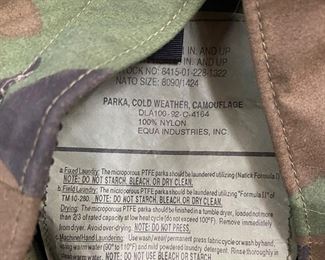 IN. AND UP
IN. AND UP
STOCK NO: 8415-01-228-1322
NATO SIZE: 8090/1424
PARKA, COLD WEATHER, CAMOUFLAGE
DLA100-92-C-4164
100% NYLON
EQUA INDUSTRIES, INC
a. Fixed Laundry: The microporous PTFE parka should be laundered utilizing (Natick Formula II)
NOTE: DO NOT STARCH, BLEACH, OR DRY CLEAN.
b. Field Laundry: The microporous PTFE parka should be laundered utilizing "Formula II" of
TM 10-280. NOTE: DO NOT STARCH, BLEACH OR DRY CLEAN.
Drying: The microporous PTFE parka should be finished in a tumble dryer, loaded not
more than 2/3 of rated capacity at low heat cycle (do not exceed 100°F). Remove immediately
from dryer. Avoid over-drying. NOTE: DO NOT PRESS.
c. Machine/Hand Laundering: Use wash/wear/permanent press fabric cycle or wash by hand,
warm water (90° to 100°F) and mild powdered laundry detergent. Rinse thoroughly in
warm water. NOTE: DO NOT BLEACH OR STARCH.